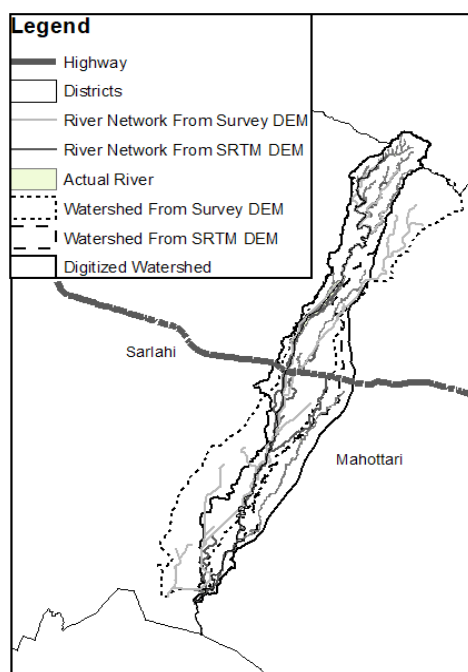 Legend
Highway
Districts
River Network From Survey DEM
River Network From SRTM DEM
Actual River
Watershed From Survey DEM
Watershed From SRTM DEM
Digitized Watershed
Sarlahi
Mahottari